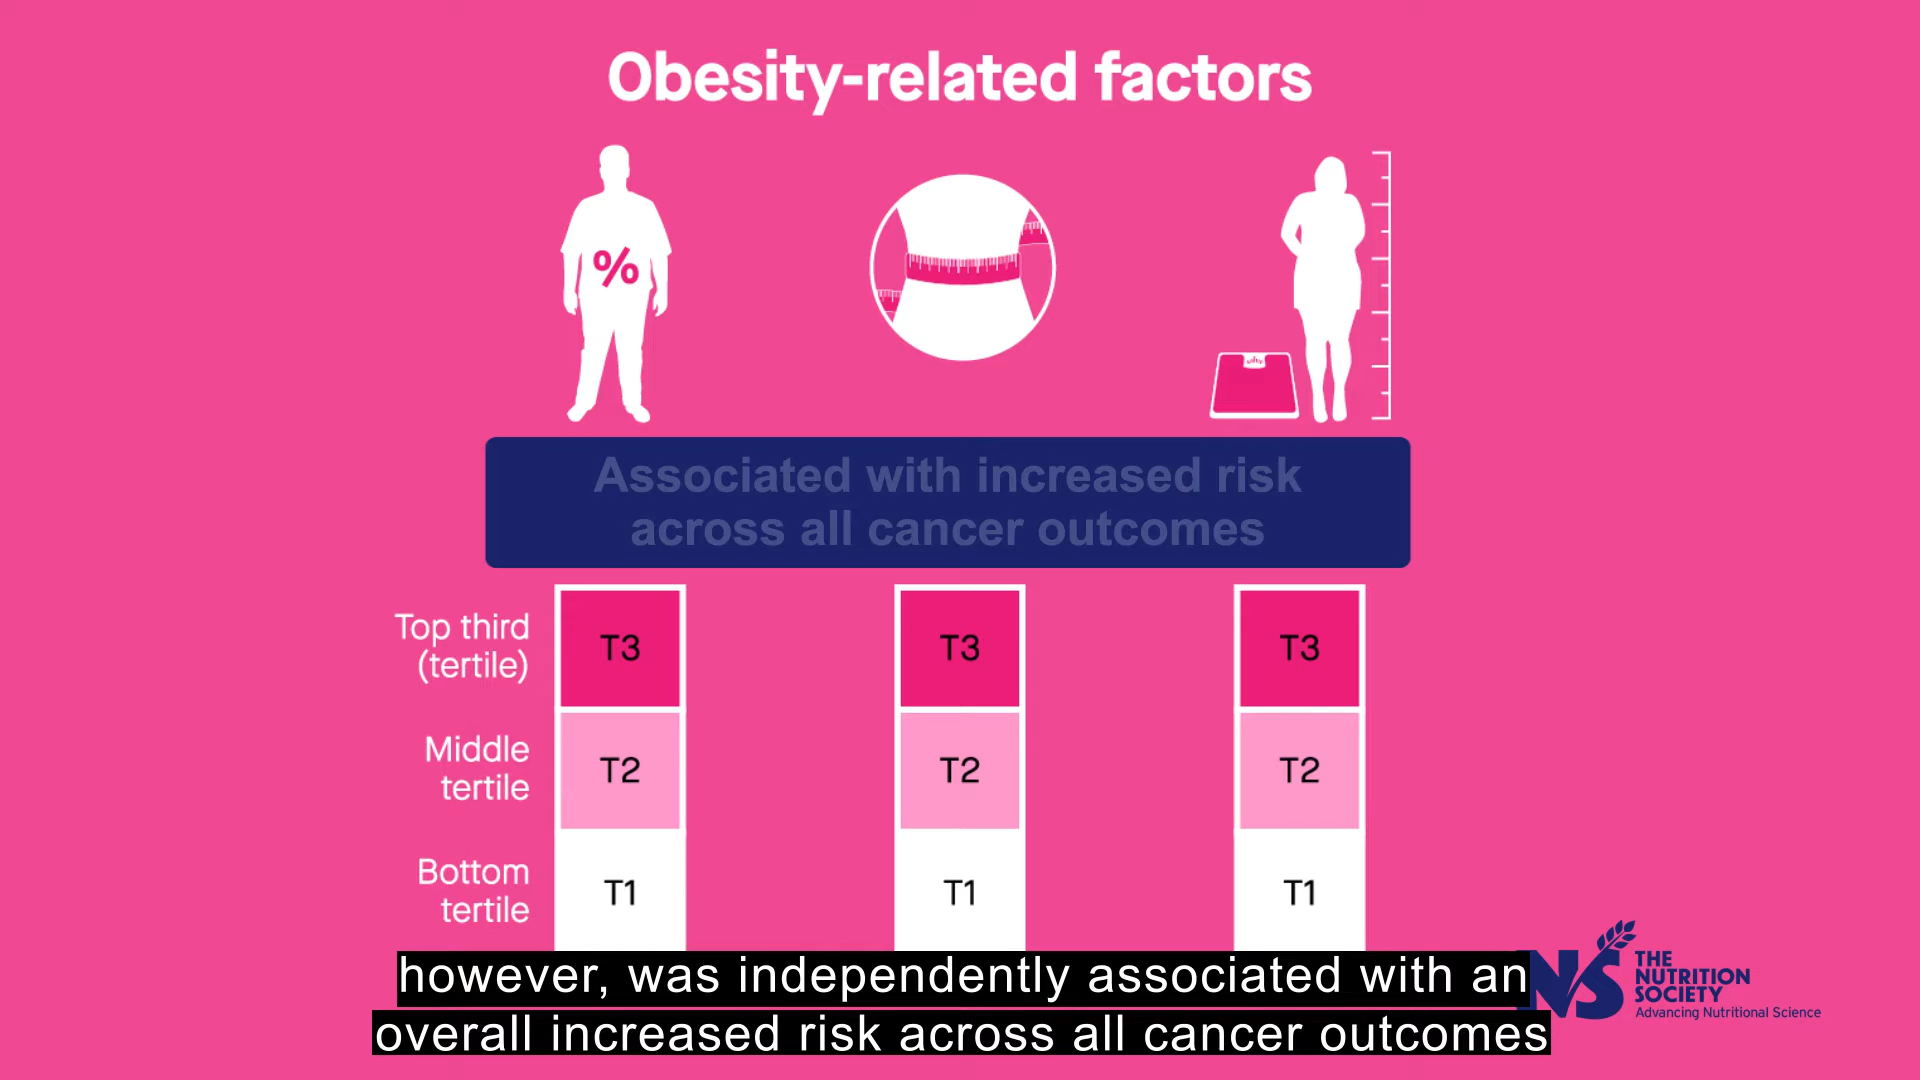 Obesity-related factors
%
Associated with increased risk
across all cancer outcomes
Top third
(tertile)
T3
T3
T3
Middle
tertile
T2
T2
T2
Bottom
tertile
T1
T1
T1
however, was independently associated with an
overall increased risk across all cancer outcomes
NS
THE
NUTRITION
SOCIETY
Advancing Nutritional Science